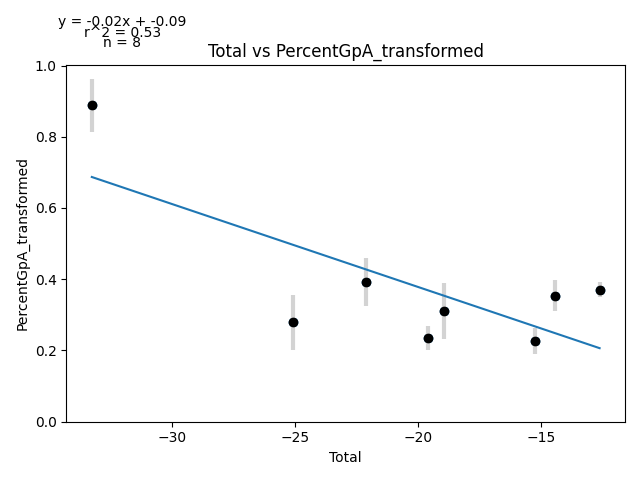 y = -0.02x + -0.09
r^2 = 0.53
n = 8
Total vs PercentGpA_transformed
PercentGpA_transformed
1.0
0.8
0.6
0.4
0.2
0.0
−30
−25
−20
−15
Total